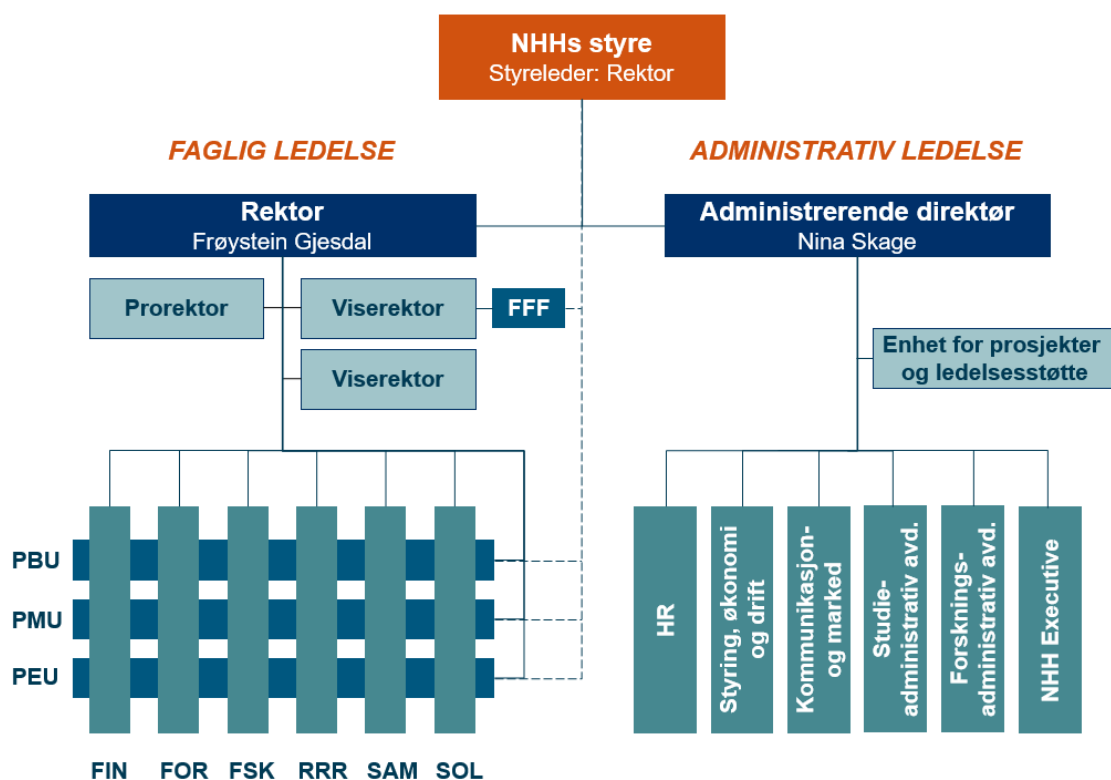 NHHs styre
Styreleder: Rektor
FAGLIG LEDELSE
ADMINISTRATIV LEDELSE
Rektor
Frøystein Gjesdal
Administrerende direktør
Nina Skage
Prorektor
Viserektor
FFF
Viserektor
Enhet for prosjekter
og ledelsesstøtte
PBU
PMU
PEU
FIN
FOR
FSK
RRR
SAM
SOL
HR
Styring, økonomi
og drift
Kommunikasjon-
og marked
Studie-
administrativ avd.
Forsknings-
administrativ avd.
NHH Executive